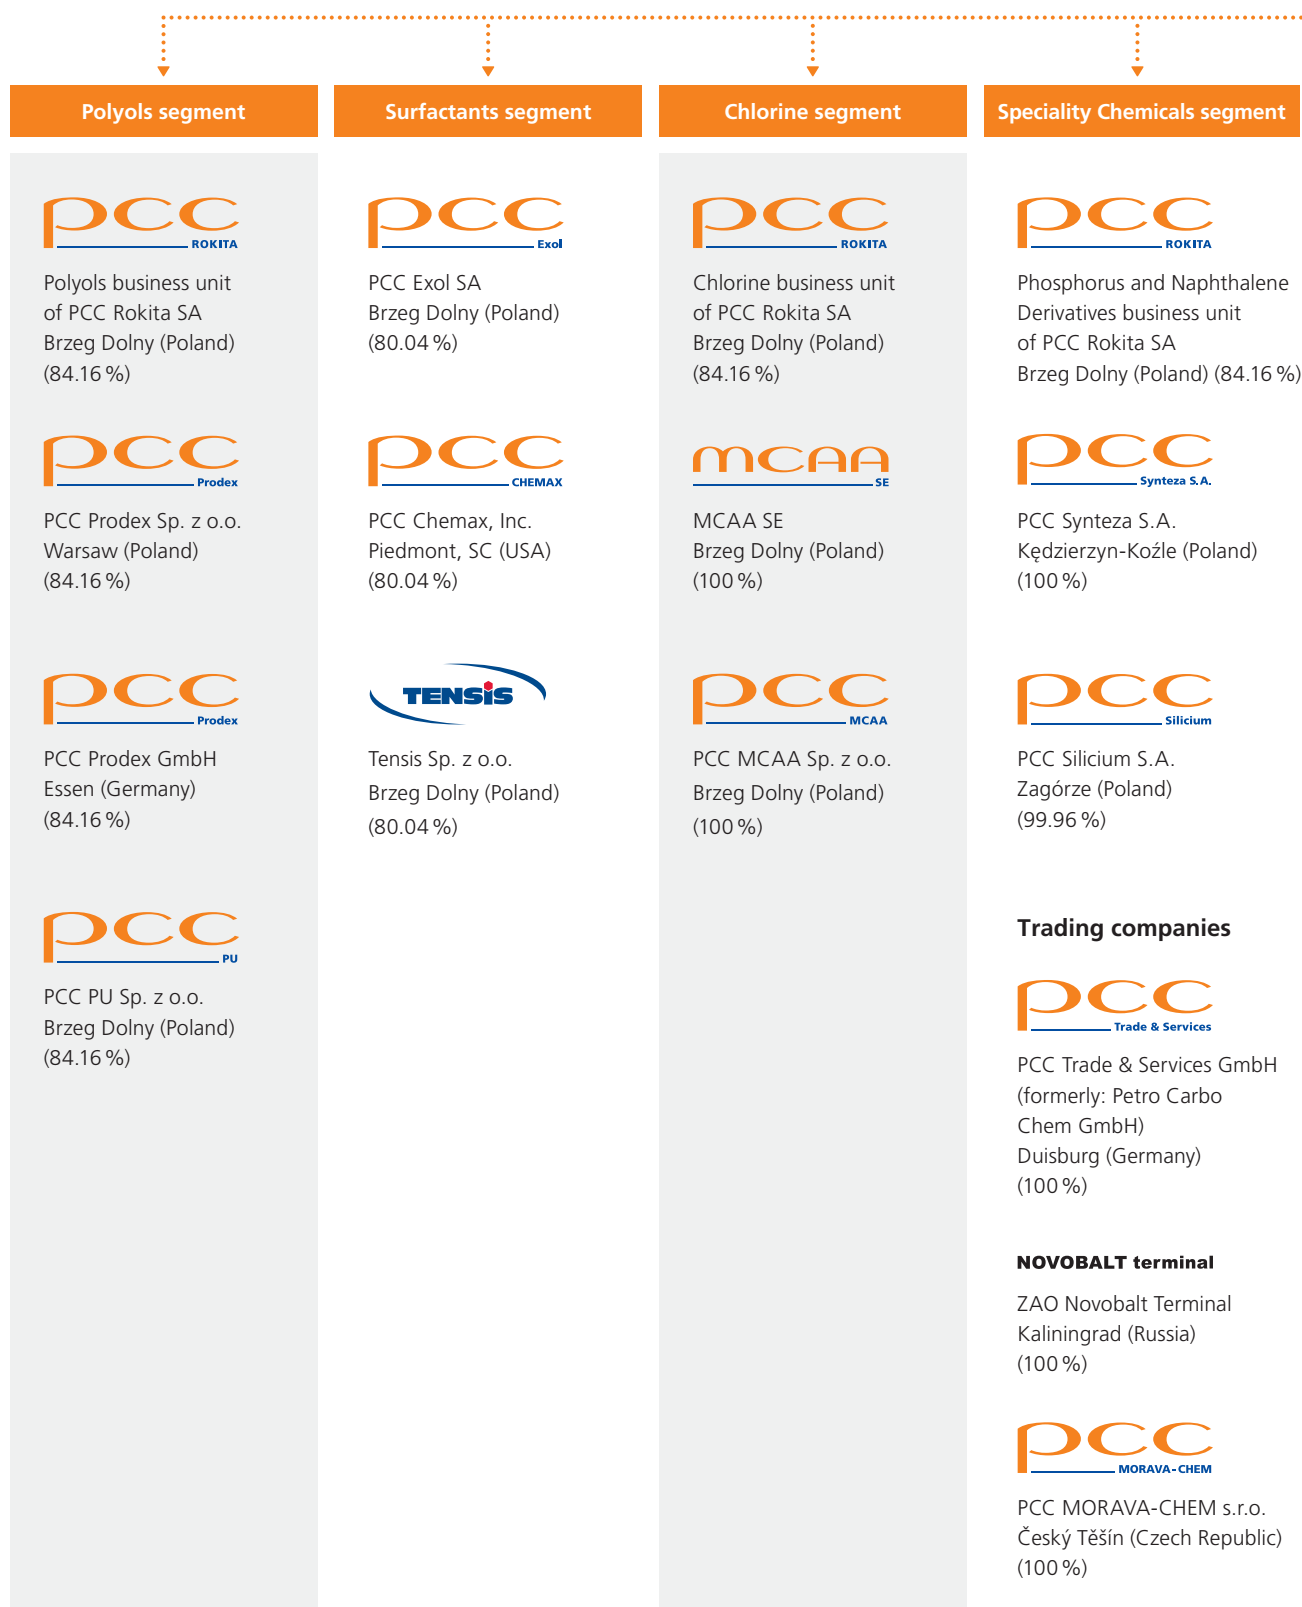 Polyols segment
pcc
ROKITA
Polyols business unit
of PCC Rokita SA
Brzeg Dolny (Poland)
(84.16 %)
pcc
Prodex
PCC Prodex Sp. z o.o.
Warsaw (Poland)
(84.16 %)
pcc
Prodex
PCC Prodex GmbH
Essen (Germany)
(84.16 %)
pcc
PU
PCC PU Sp. z o.o.
Brzeg Dolny (Poland)
(84.16 %)
Surfactants segment
pcc
Exol
PCC Exol SA
Brzeg Dolny (Poland)
(80.04 %)
pcc
CHEMAX
PCC Chemax, Inc.
Piedmont, SC (USA)
(80.04 %)
TENSiS
Tensis Sp. z o.o.
Brzeg Dolny (Poland)
(80.04 %)
Chlorine segment
pcc
ROKITA
Chlorine business unit
of PCC Rokita SA
Brzeg Dolny (Poland)
(84.16 %)
mcaa
SE
MCAA SE
Brzeg Dolny (Poland)
(100 %)
pcc
MCAA
PCC MCAA Sp. z o.o.
Brzeg Dolny (Poland)
(100 %)
Speciality Chemicals segment
pcc
ROKITA
Phosphorus and Naphthalene
Derivatives business unit
of PCC Rokita SA
Brzeg Dolny (Poland) (84.16 %)
pcc
Synteza S.A.
PCC Synteza S.A.
Kędzierzyn-Koźle (Poland)
(100 %)
pcc
Silicium
PCC Silicium S.A.
Zagórze (Poland)
(99.96 %)
Trading companies
pcc
Trade & Services
PCC Trade & Services GmbH
(formerly: Petro Carbo
Chem GmbH)
Duisburg (Germany)
(100 %)
NOVOBALT terminal
ZAO Novobalt Terminal
Kaliningrad (Russia)
(100 %)
pcc
MORAVA-CHEM
PCC MORAVA-CHEM s.r.o.
Český Těšín (Czech Republic)
(100 %)